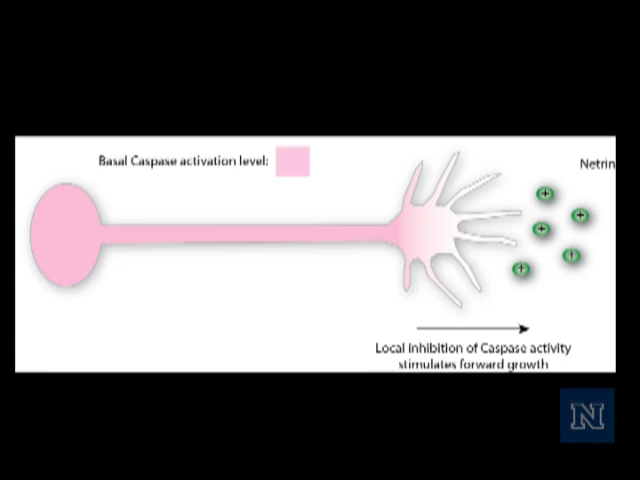 Basal Caspase activation level:
Netrin
+
+
+
+
+
Local inhibition of Caspase activity
stimulates forward growth
N